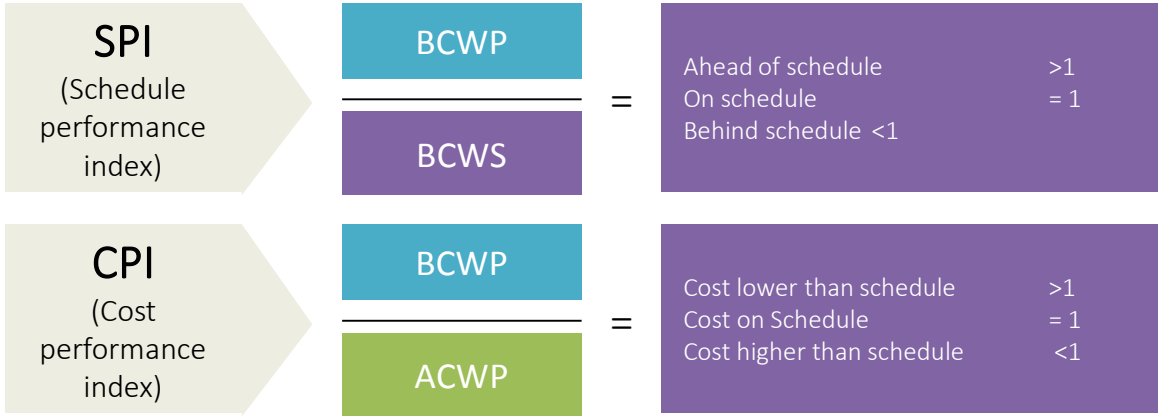 SPI
(Schedule
performance
index)
BCWP
BCWS
=
Ahead of schedule >1
On schedule = 1
Behind schedule <1
CPI
(Cost
performance
index)
BCWP
ACWP
=
Cost lower than schedule >1
Cost on Schedule = 1
Cost higher than schedule <1